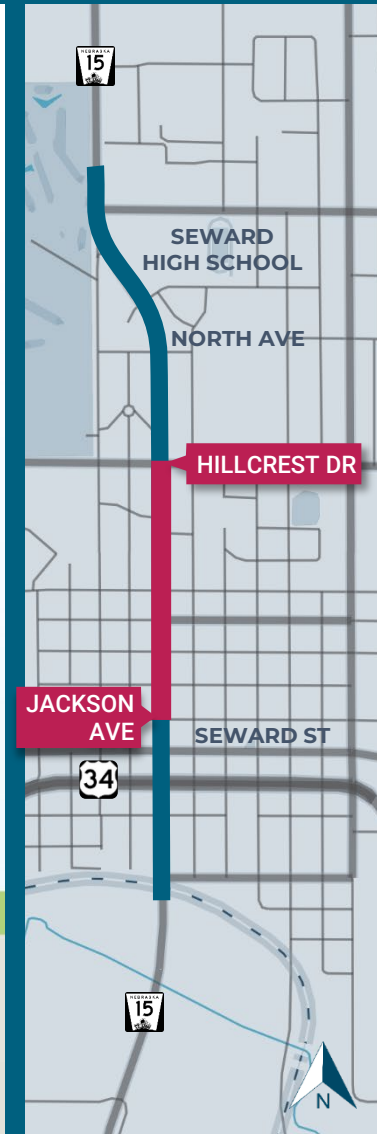 NEBRASKA
15
SEWARD
HIGH SCHOOL
NORTH AVE
HILLCREST DR
JACKSON
AVE
SEWARD ST
34
NEBRASKA
15
N